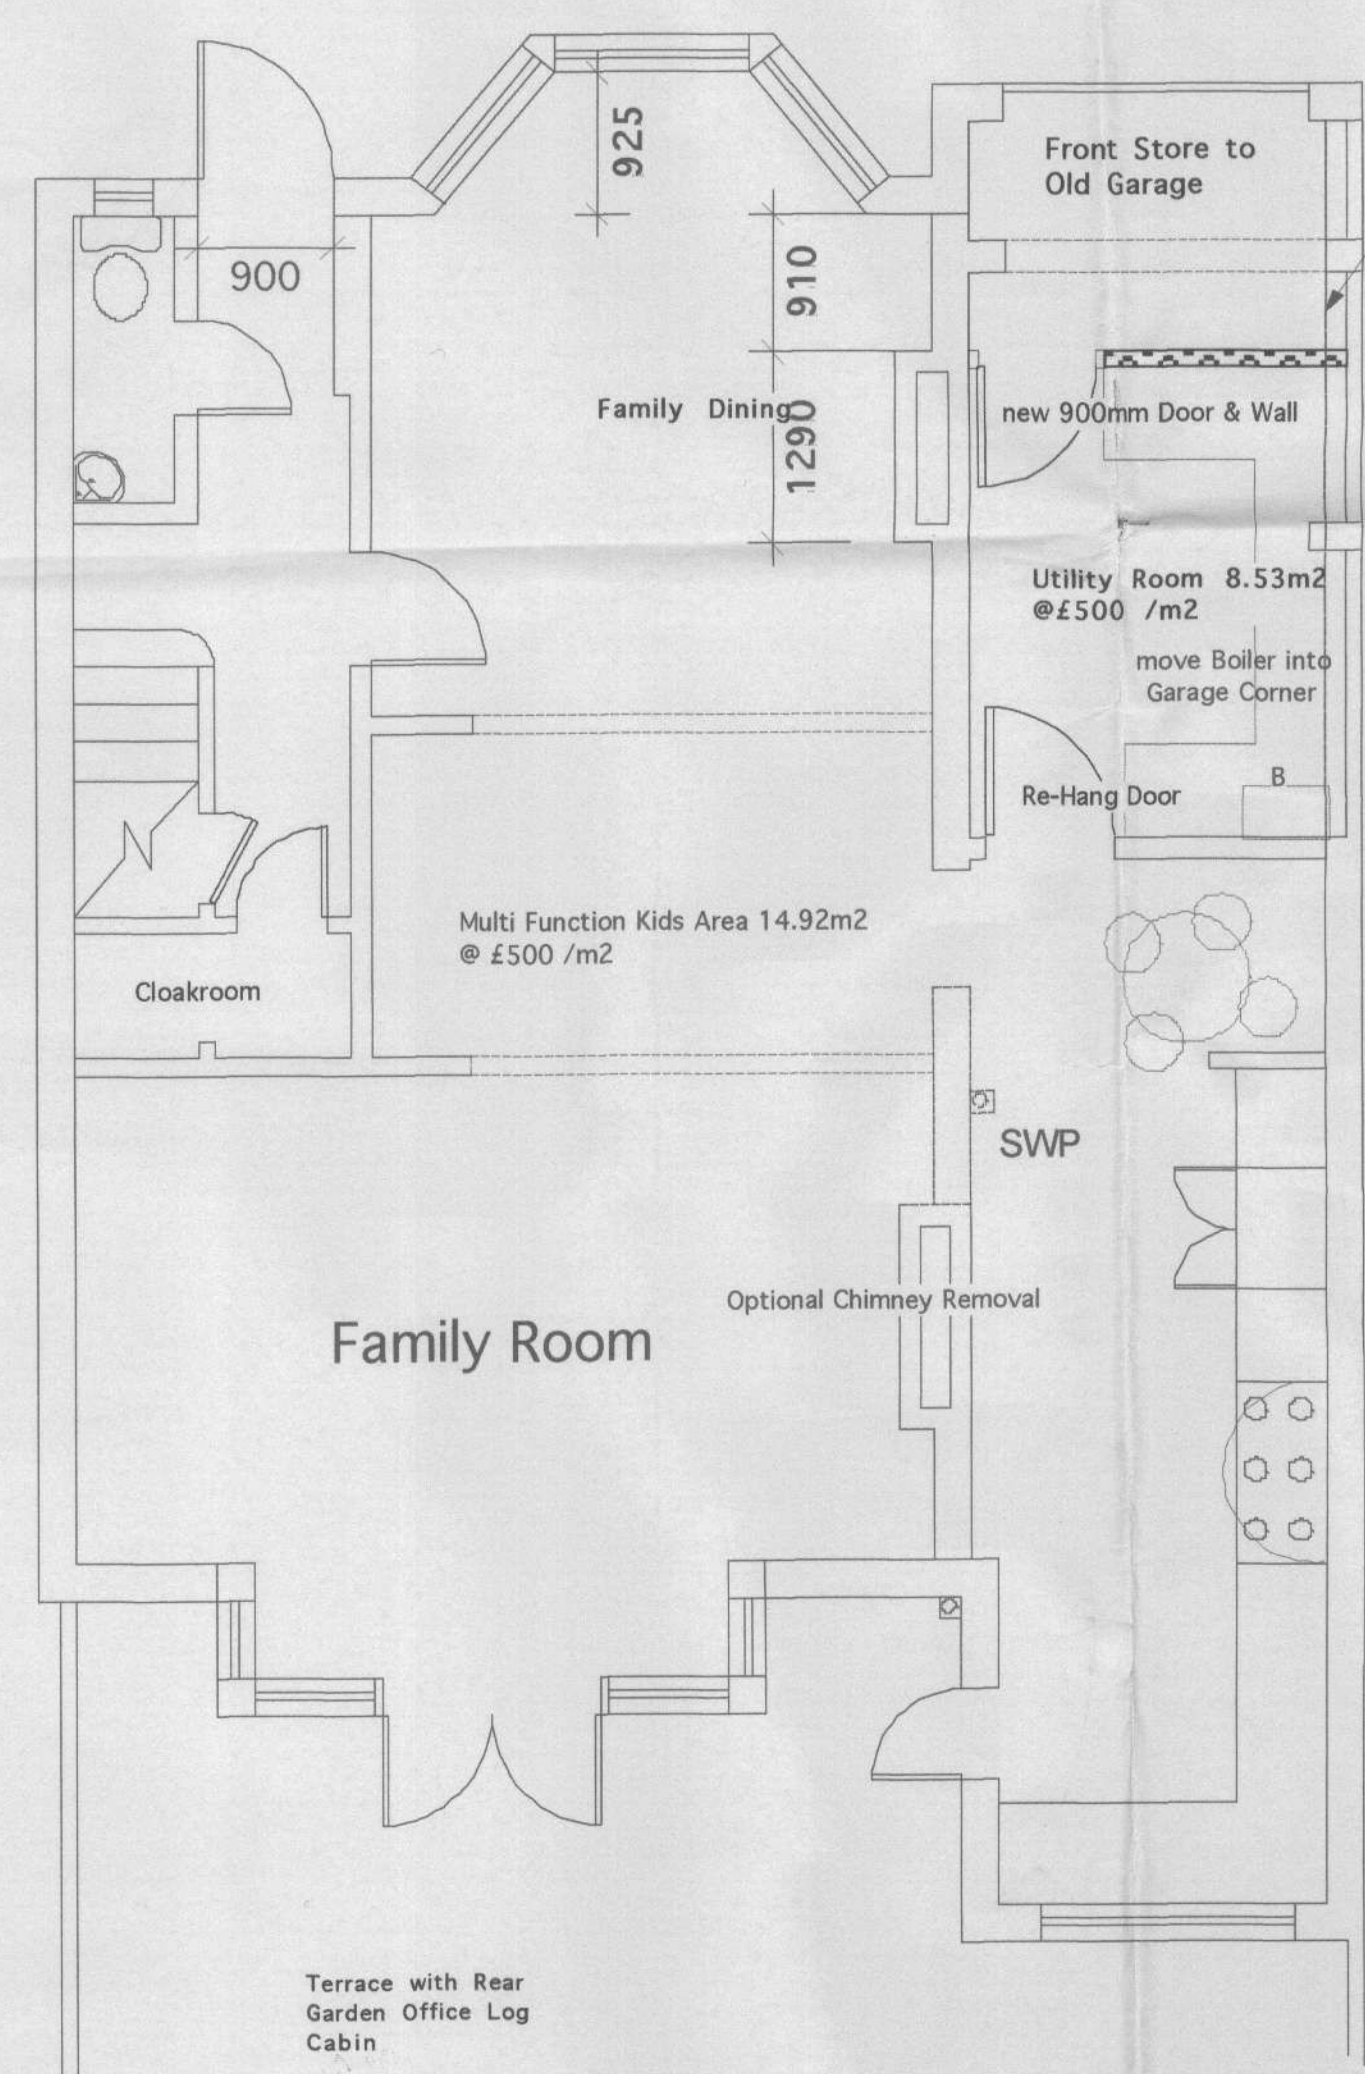 925
Front Store to
Old Garage
900
910
Family Dining
1290
new 900mm Door & Wall
Utility Room 8.53m2
@£500 /m2
move Boiler into
Garage Corner
B
Re-Hang Door
Multi Function Kids Area 14.92m2
@ £500 /m2
Cloakroom
SWP
Optional Chimney Removal
Family Room
Terrace with Rear
Garden Office Log
Cabin